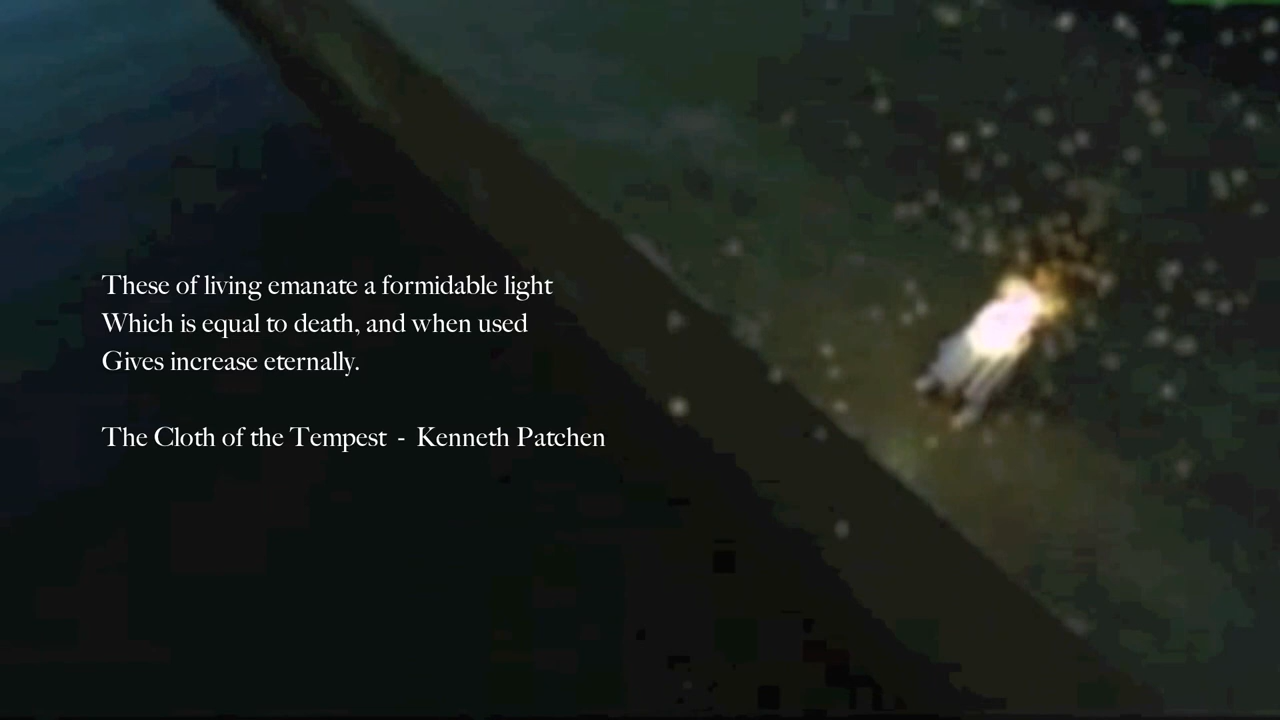 These of living emanate a formidable light
Which is equal to death, and when used
Gives increase eternally.
The Cloth of the Tempest - Kenneth Patchen